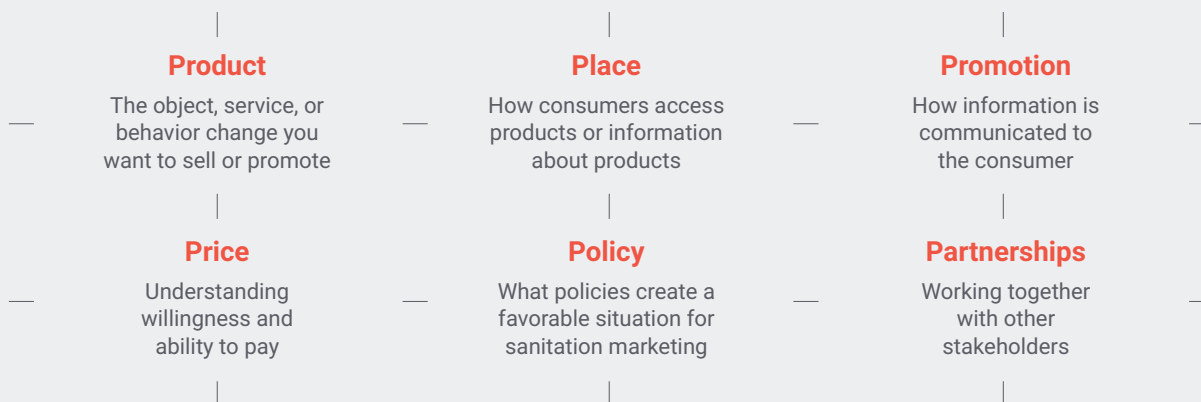 Product
The object, service, or
behavior change you
want to sell or promote
Place
How consumers access
products or information
about products
Promotion
How information is
communicated to
the consumer
Price
Understanding
willingness and
ability to pay
Policy
What policies create a
favorable situation for
sanitation marketing
Partnerships
Working together
with other
stakeholders